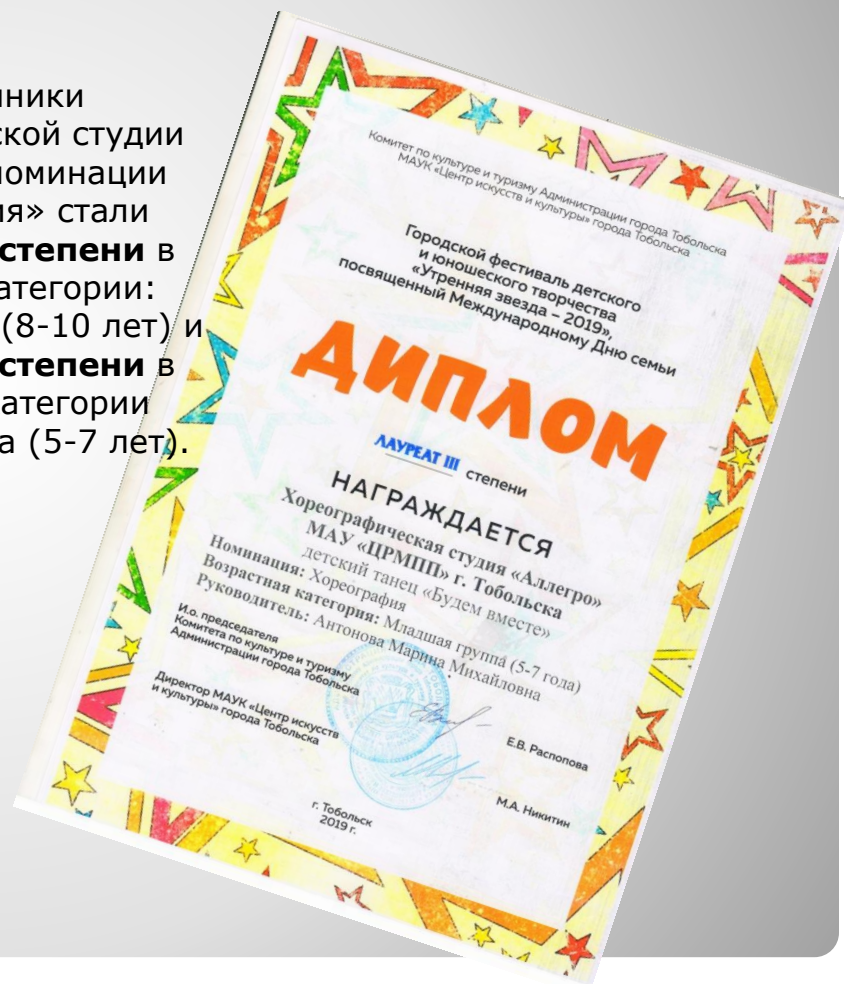 нники
ской студии
номинации
ия» стали
степени в
атегории:
(8-10 лет) и
степени в
атегории
а (5-7 лет).
Комитет по культуре и туризму Администрации города Тобольска
МАУК «Центр искусств и культуры» города Тобольска
Городской фестиваль детского
и юношеского творчества
«Утренняя звезда – 2019»,
посвященный Международному Дню семьи
ДИПЛОМ
ЛАУРЕАТ III степени
НАГРАЖДАЕТСЯ
Хореографическая студия «Аллегро»
МАУ «ЦРМПП» г. Тобольска
детский танец «Будем вместе»
Номинация: Хореография
Возрастная категория: Младшая группа (5-7 года)
Руководитель: Антонова Марина Михайловна
И.о. председателя
Комитета по культуре и туризму
Администрации города Тобольска
Е.В. Распопова
Директор МАУК «Центр искусств
и культуры» города Тобольска
М.А. Никитин
г. Тобольск
2019 г.